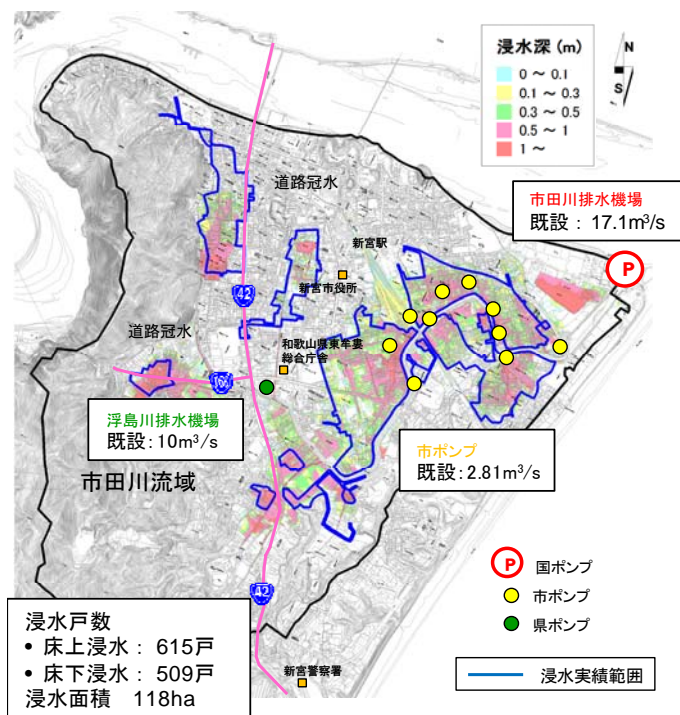 浸水深 (m)
0 ～ 0.1
0.1 ～ 0.3
0.3 ～ 0.5
0.5 ～ 1
1 ～
N
S
道路冠水
市田川排水機場
既設 : 17.1m³/s
新宮駅
P
新宮市役所
42
道路冠水
和歌山県東牟婁
総合庁舎
168
浮島川排水機場
既設 : 10m³/s
市ポンプ
既設 : 2.81m³/s
市田川流域
P 国ポンプ
市ポンプ
県ポンプ
42
浸水戸数
• 床上浸水 : 615戸
• 床下浸水 : 509戸
浸水面積 118ha
新宮警察署
浸水実績範囲